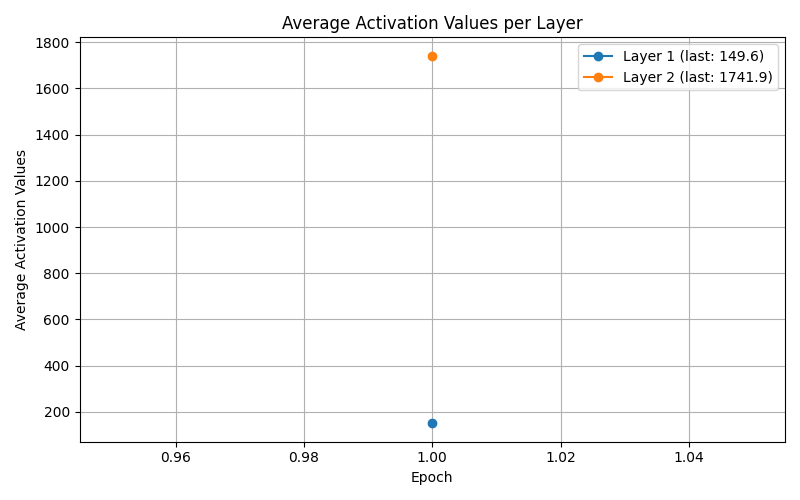 Average Activation Values per Layer
Layer 1 (last: 149.6)
Layer 2 (last: 1741.9)
Average Activation Values
1800
1600
1400
1200
1000
800
600
400
200
0.96 0.98 1.00 1.02 1.04
Epoch